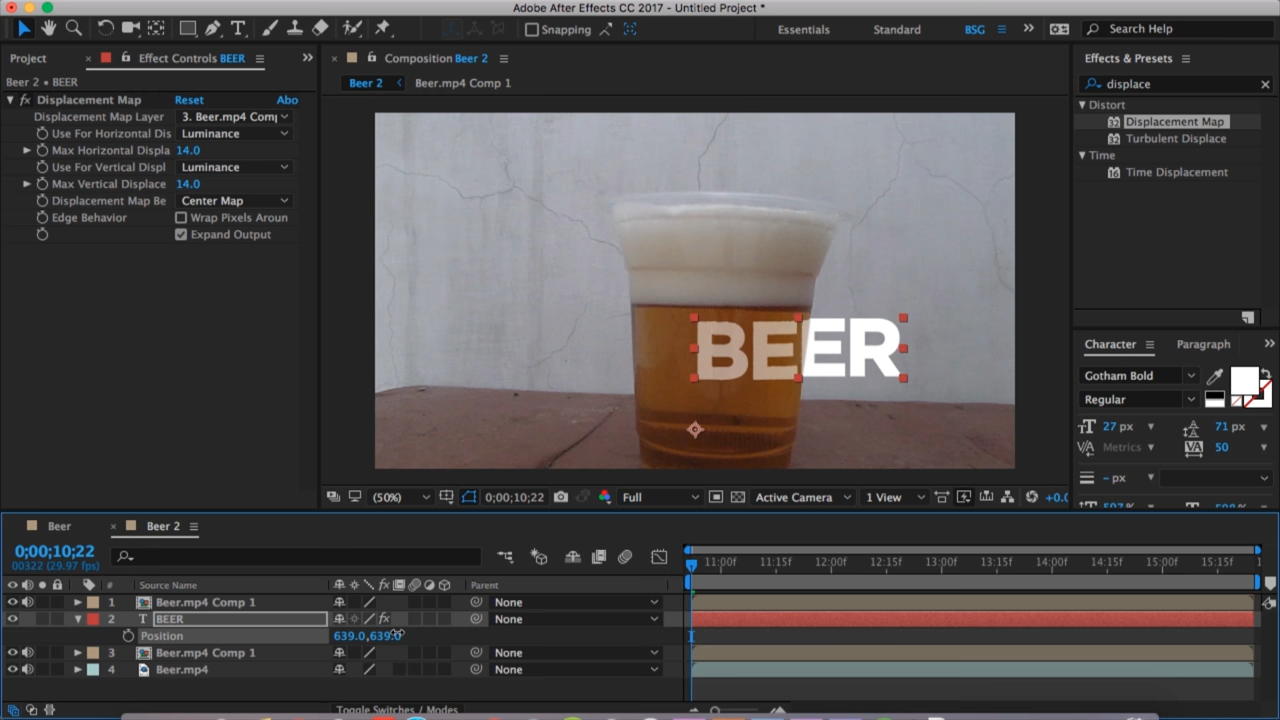 Adobe After Effects CC 2017 - Untitled Project *
Snapping
Essentials
Standard
BSG
Search Help
Project
Effect Controls BEER
Composition Beer 2
Effects & Presets
Beer 2 • BEER
Beer 2
Beer.mp4 Comp 1
displace
fx Displacement Map Reset Abo
Displacement Map Layer 3. Beer.mp4 Comp
Use For Horizontal Dis Luminance
Max Horizontal Displa 14.0
Use For Vertical Displ Luminance
Max Vertical Displace 14.0
Displacement Map Be Center Map
Edge Behavior Wrap Pixels Aroun
Expand Output
Distort
Displacement Map
Turbulent Displace
Time
Time Displacement
BEER
Character
Paragraph
Gotham Bold
Regular
27 px
71 px
Metrics
50
- px
(50%)
0;00;10;22
Full
Active Camera
1 View
+0.0
Beer
Beer 2
0;00;10;22
00322 (29.97 fps)
# Source Name
Parent
11:00f 11:15f 12:00f 12:15f 13:00f 13:15f 14:00f 14:15f 15:00f 15:15f
1 Beer.mp4 Comp 1 None
2 T BEER fx None
Position 639.0,639.0
3 Beer.mp4 Comp 1 None
4 Beer.mp4 None
Toggle Switches / Modes